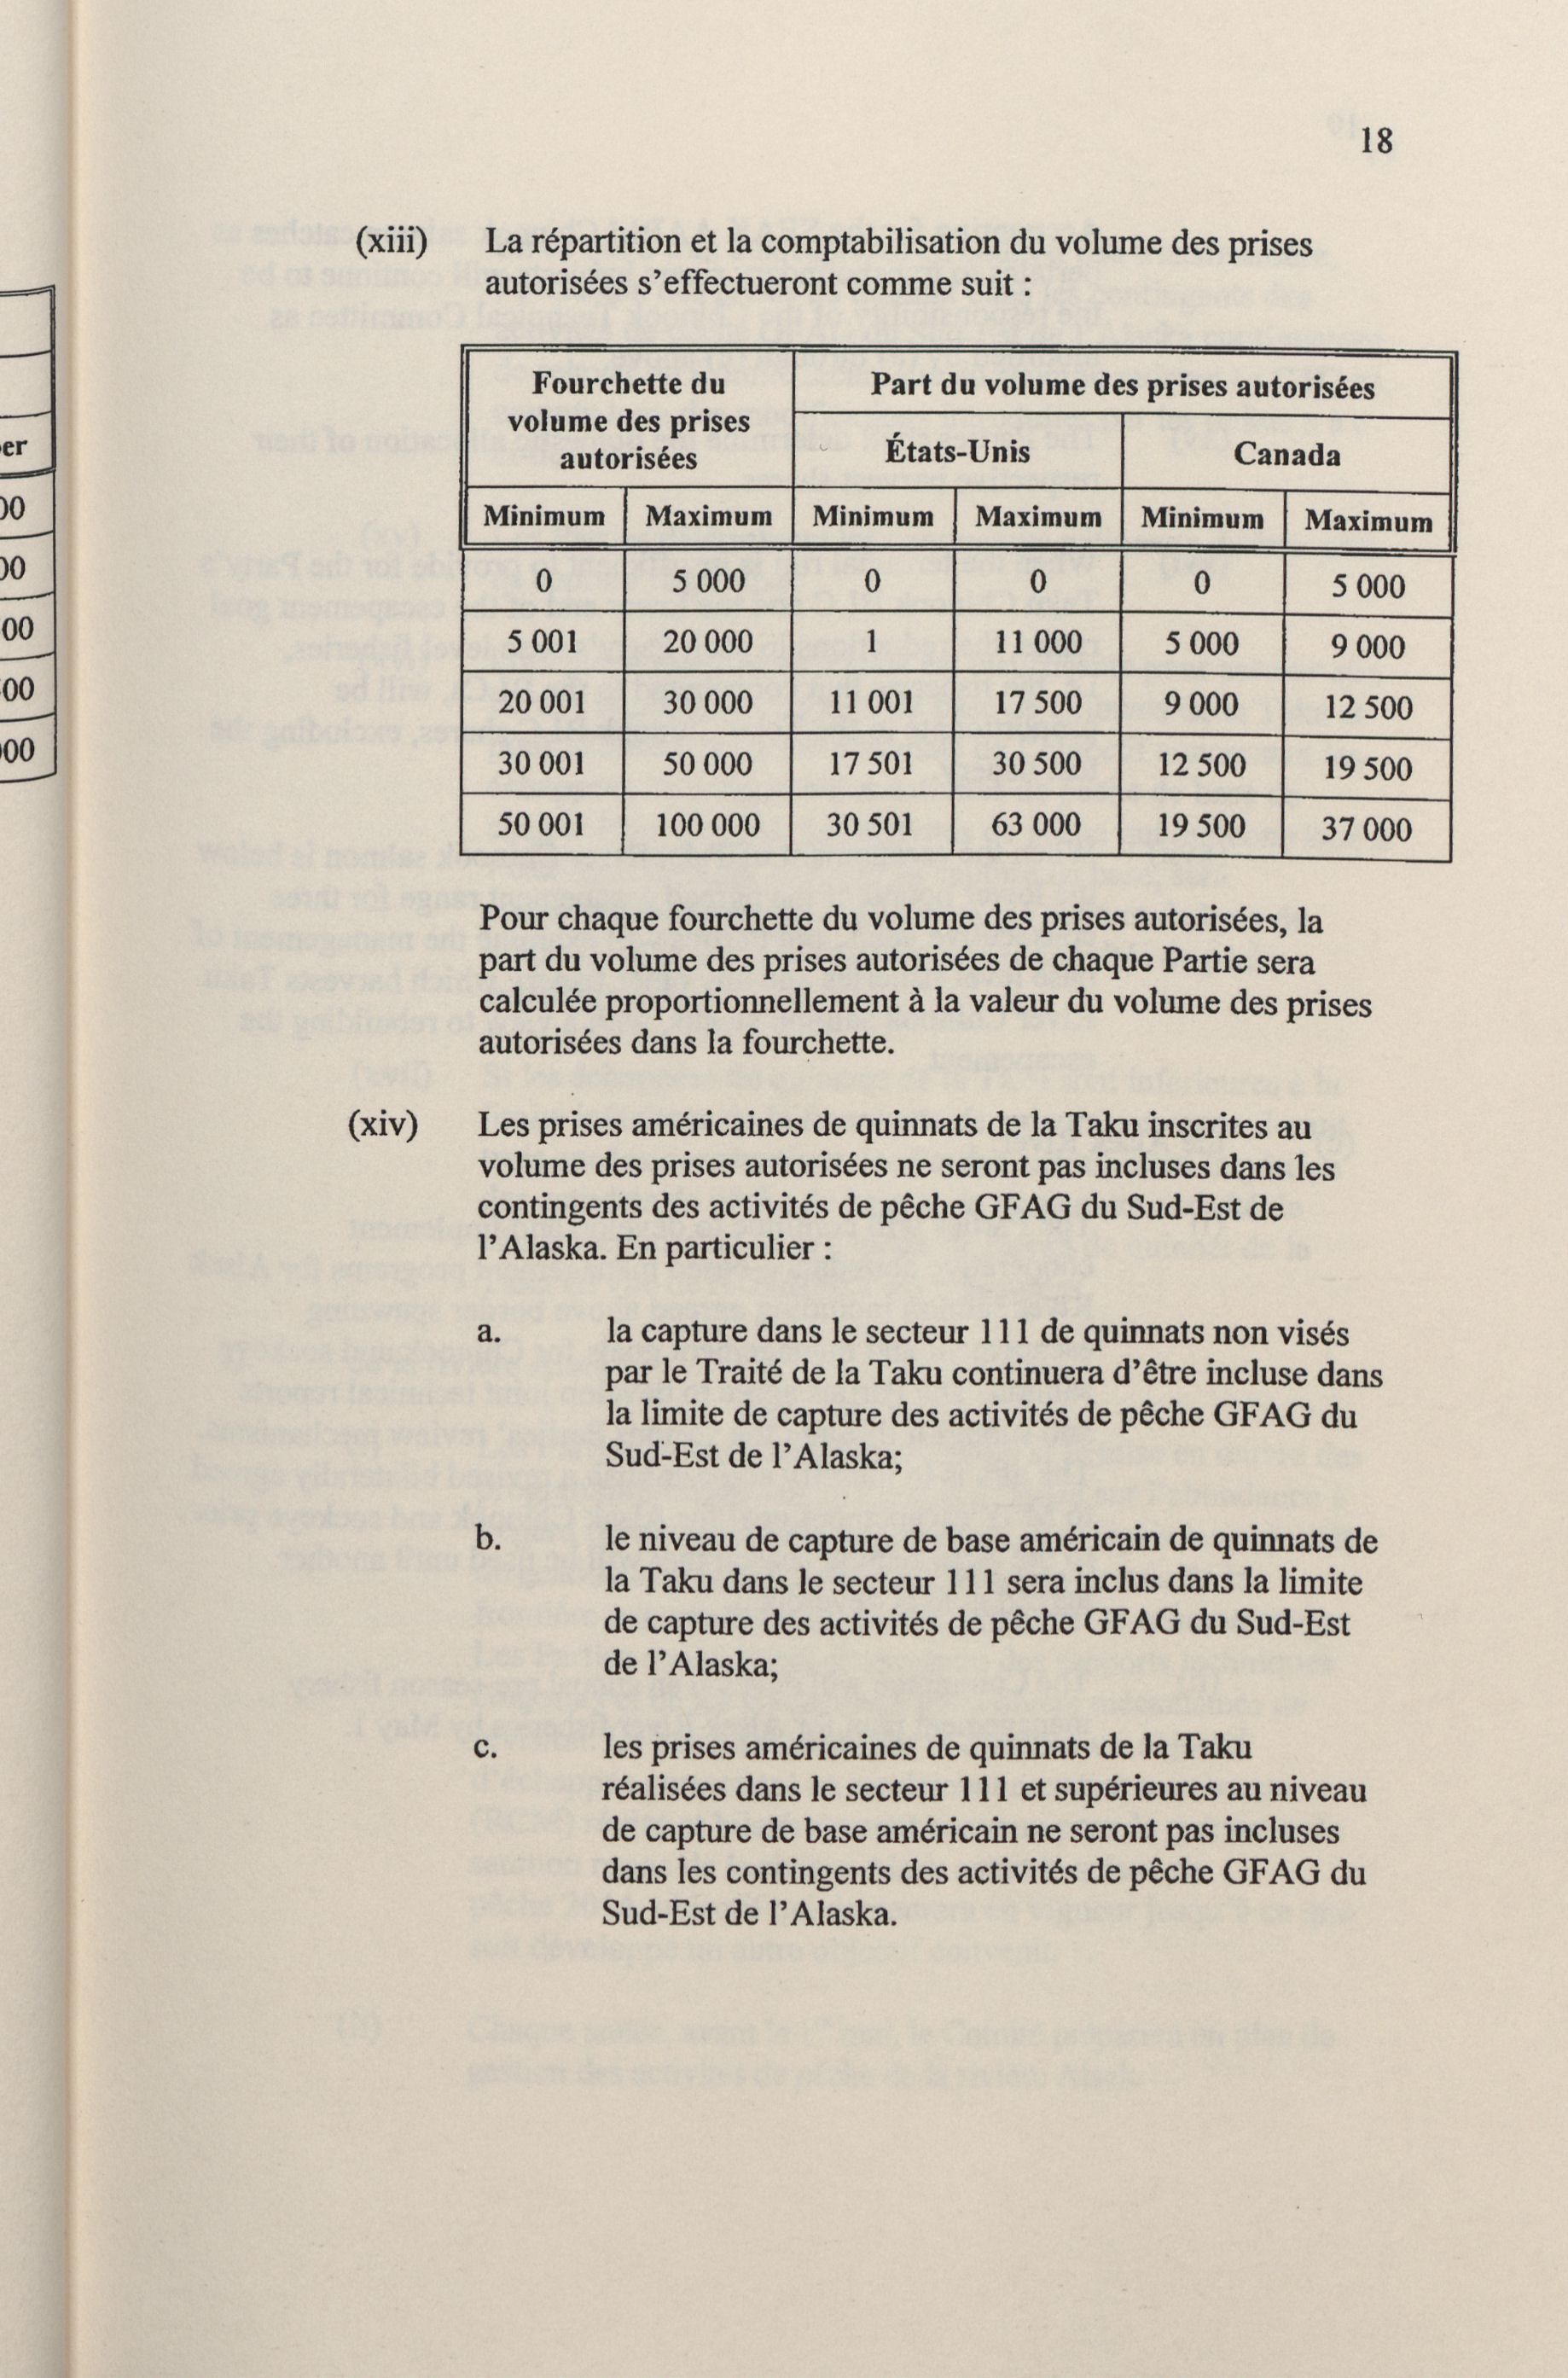 18
(xiii) La répartition et la comptabilisation du volume des prises
autorisées s'effectueront comme suit :
Fourchette du volume des prises autorisées Part du volume des prises autorisées
États-Unis Canada
Minimum Maximum Minimum Maximum Minimum Maximum
0 5 000 0 0 0 5 000
5 001 20 000 1 11 000 5 000 9 000
20 001 30 000 11 001 17 500 9 000 12 500
30 001 50 000 17 501 30 500 12 500 19 500
50 001 100 000 30 501 63 000 19 500 37 000
Pour chaque fourchette du volume des prises autorisées, la
part du volume des prises autorisées de chaque Partie sera
calculée proportionnellement à la valeur du volume des prises
autorisées dans la fourchette.
(xiv) Les prises américaines de quinnats de la Taku inscrites au
volume des prises autorisées ne seront pas incluses dans les
contingents des activités de pêche GFAG du Sud-Est de
l'Alaska. En particulier :
a. la capture dans le secteur 111 de quinnats non visés
par le Traité de la Taku continuera d'être incluse dans
la limite de capture des activités de pêche GFAG du
Sud-Est de l'Alaska;
b. le niveau de capture de base américain de quinnats de
la Taku dans le secteur 111 sera inclus dans la limite
de capture des activités de pêche GFAG du Sud-Est
de l'Alaska;
c. les prises américaines de quinnats de la Taku
réalisées dans le secteur 111 et supérieures au niveau
de capture de base américain ne seront pas incluses
dans les contingents des activités de pêche GFAG du
Sud-Est de l'Alaska.